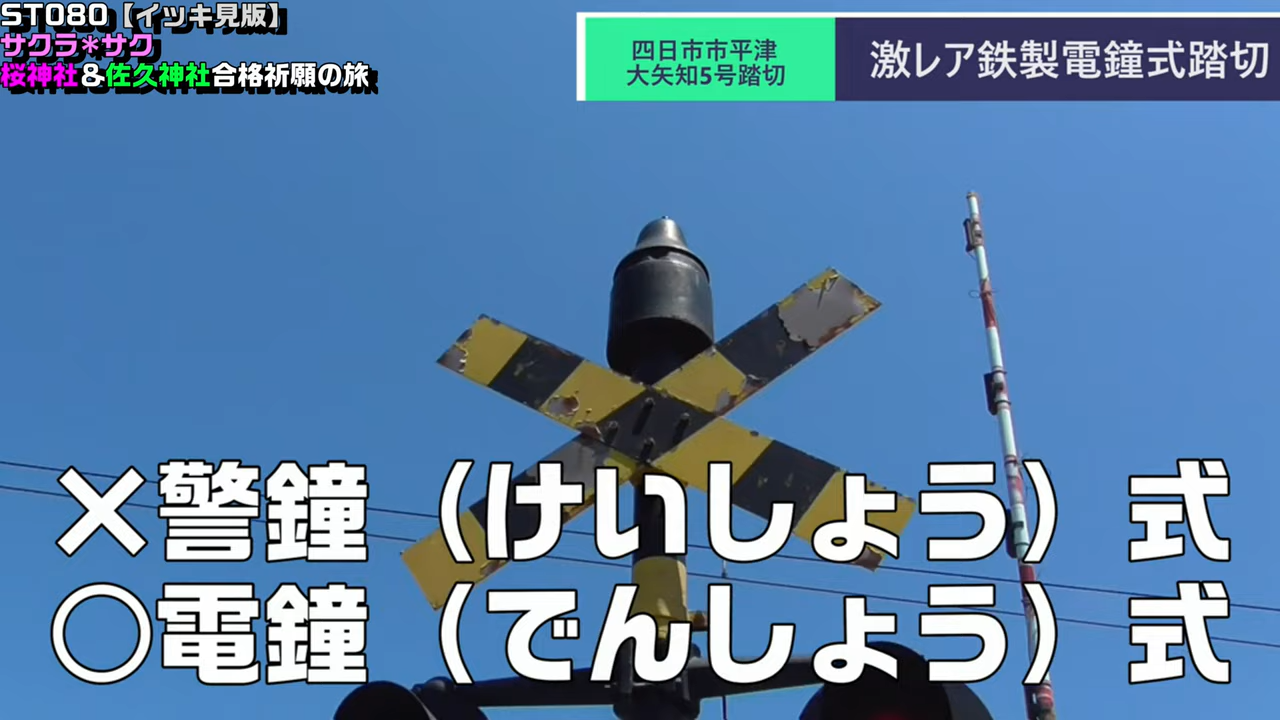 ST080【イッキ見版】
サクラ*サク
桜神社&佐久神社合格祈願の旅
四日市市平津
大矢知5号踏切
激レア鉄製電鐘式踏切
×警鐘（けいしょう）式
○電鐘（でんしょう）式